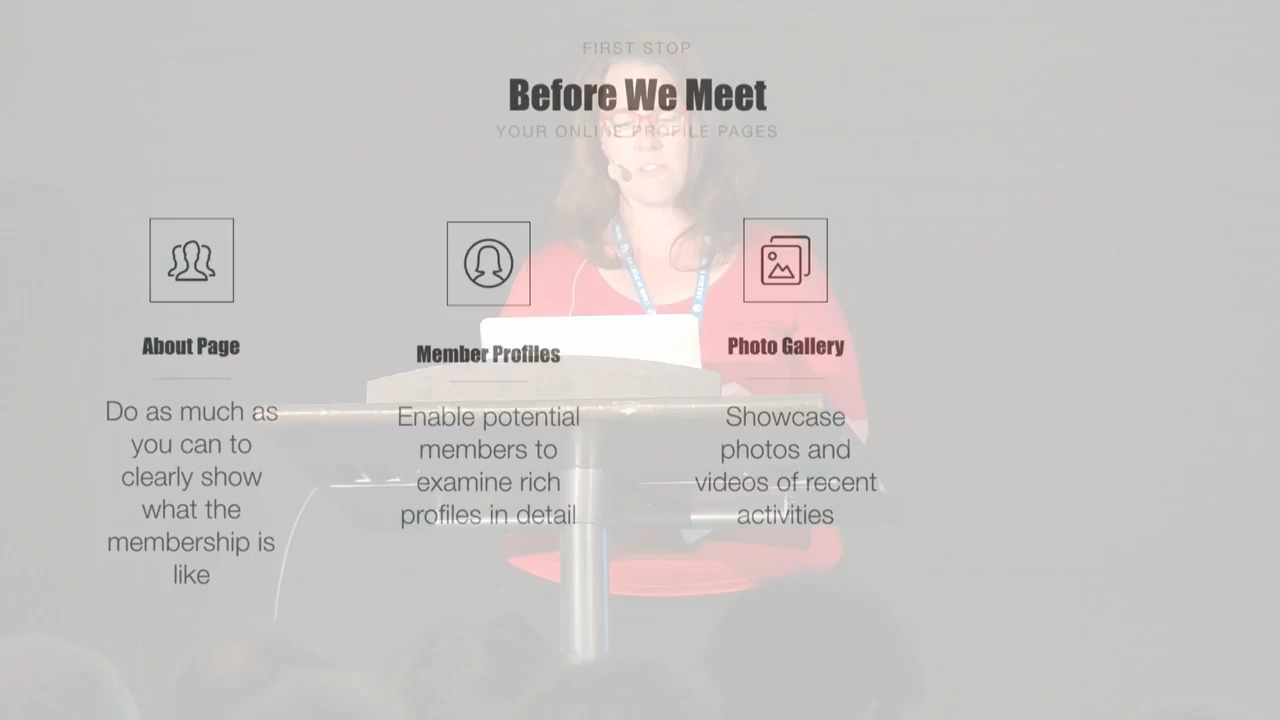 FIRST STOP
Before We Meet
YOUR ONLINE PROFILE PAGES
About Page
Do as much as
you can to
clearly show
what the
membership is
like
Member Profiles
Enable potential
members to
examine rich
profiles in detail
Photo Gallery
Showcase
photos and
videos of recent
activities